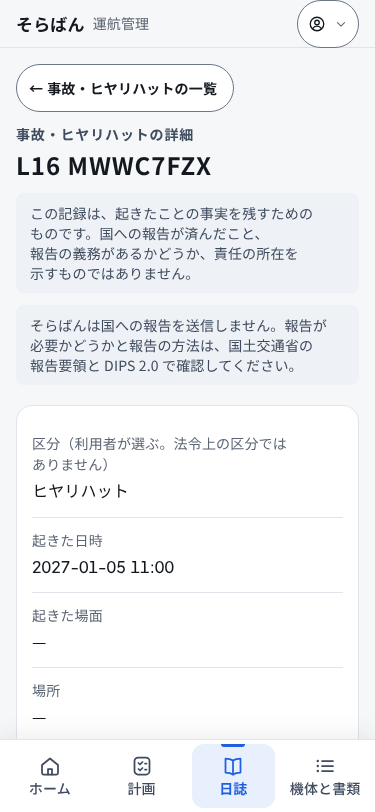 そらばん 運航管理
← 事故・ヒヤリハットの一覧
事故・ヒヤリハットの詳細
L16 MWWC7FZX
この記録は、起きたことの事実を残すための
ものです。国への報告が済んだこと、
報告の義務があるかどうか、責任の所在を
示すものではありません。
そらばんは国への報告を送信しません。報告が
必要かどうかと報告の方法は、国土交通省の
報告要領と DIPS 2.0 で確認してください。
区分（利用者が選ぶ。法令上の区分では
ありません）
ヒヤリハット
起きた日時
2027-01-05 11:00
起きた場面
—
場所
—
ホーム 計画 日誌 機体と書類